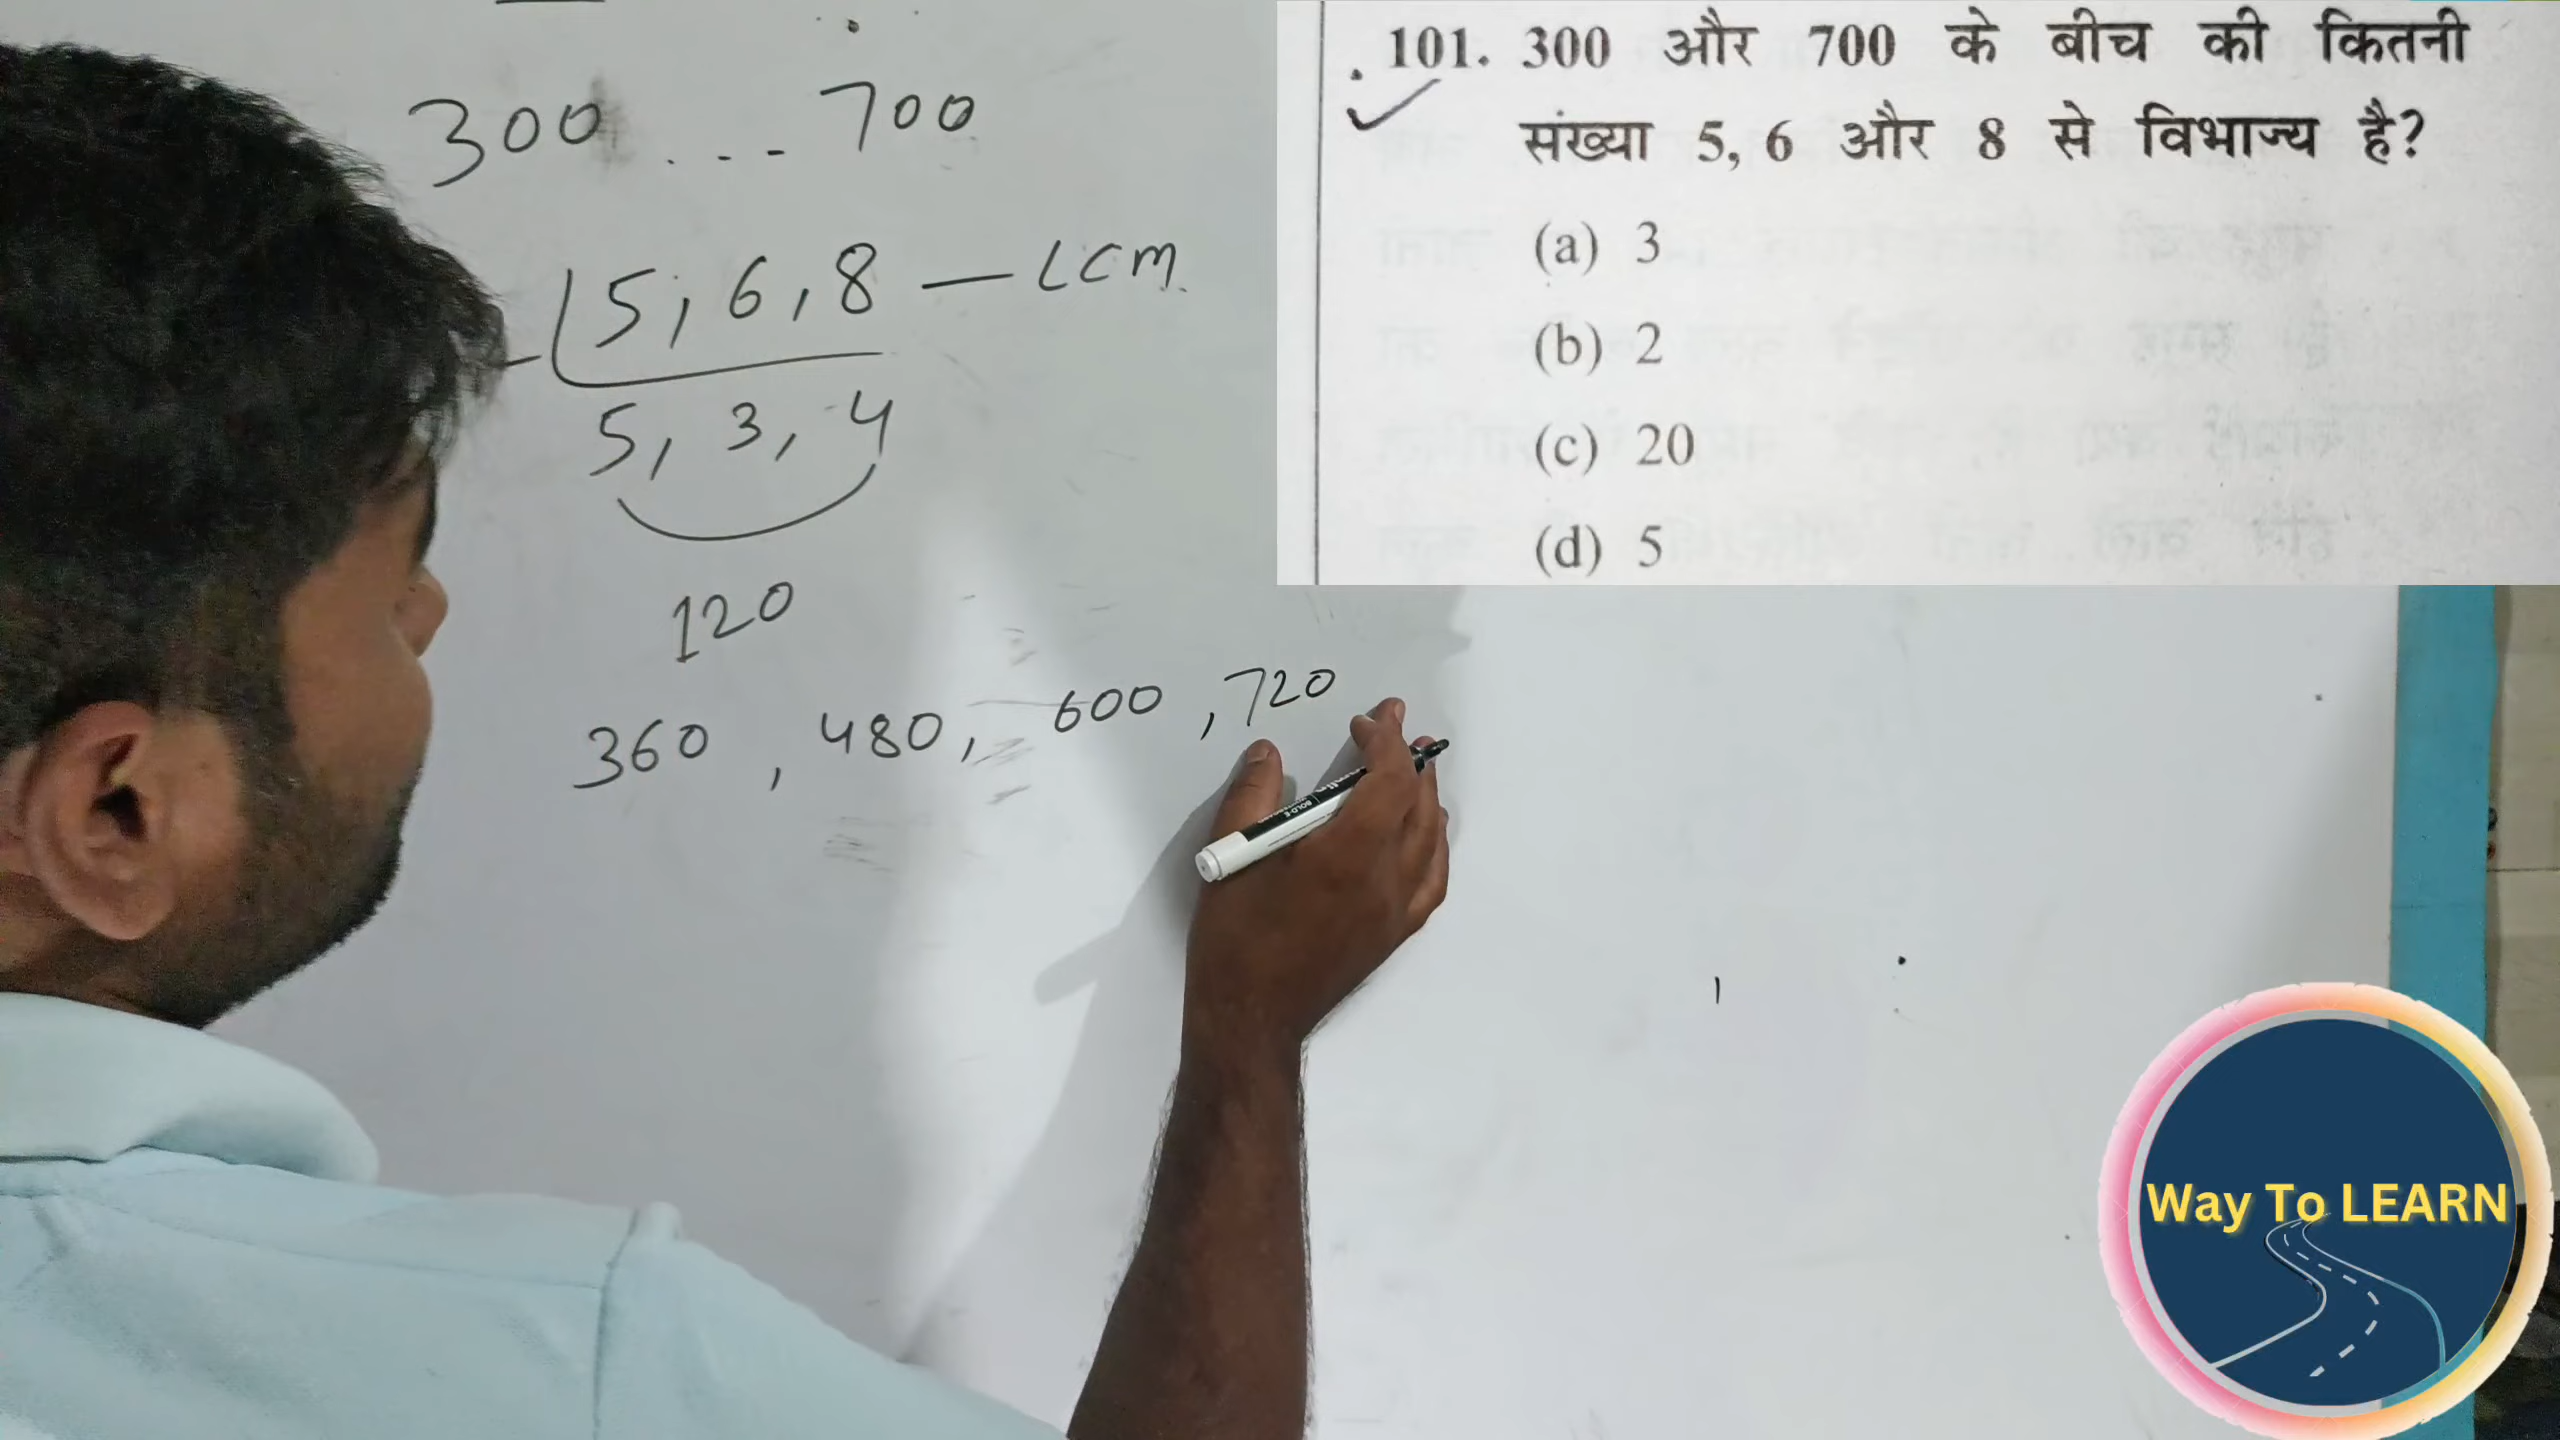 300 ... 700
5, 6, 8 — LCM
5, 3, 4
120
360, 480, 600, 720
101. 300 और 700 के बीच की कितनी
संख्या 5, 6 और 8 से विभाज्य है?
(a) 3
(b) 2
(c) 20
(d) 5
Way To LEARN